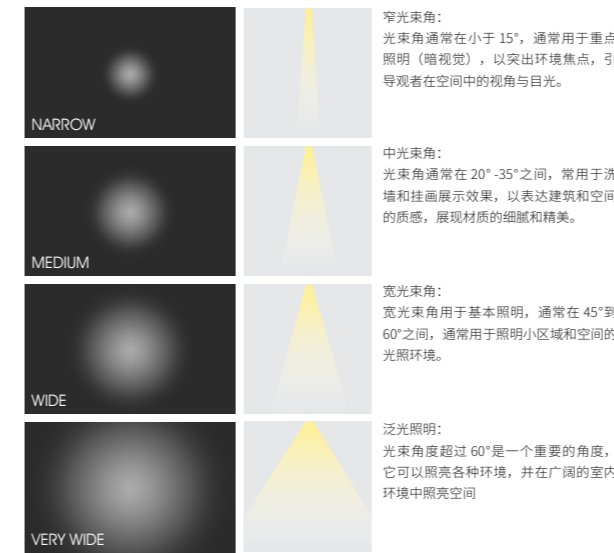 窄光束角：
光束角通常在小于 15°，通常用于重点
照明（暗视觉），以突出环境焦点，引
导观者在空间中的视角与目光。
NARROW
中光束角：
光束角通常在 20° -35°之间，常用于洗
墙和挂画展示效果，以表达建筑和空间
的质感，展现材质的细腻和精美。
MEDIUM
宽光束角：
宽光束角用于基本照明，通常在 45°到
60°之间，通常用于照明小区域和空间的
光照环境。
WIDE
泛光照明：
光束角度超过 60°是一个重要的角度，
它可以照亮各种环境，并在广阔的室内
环境中照亮空间
VERY WIDE